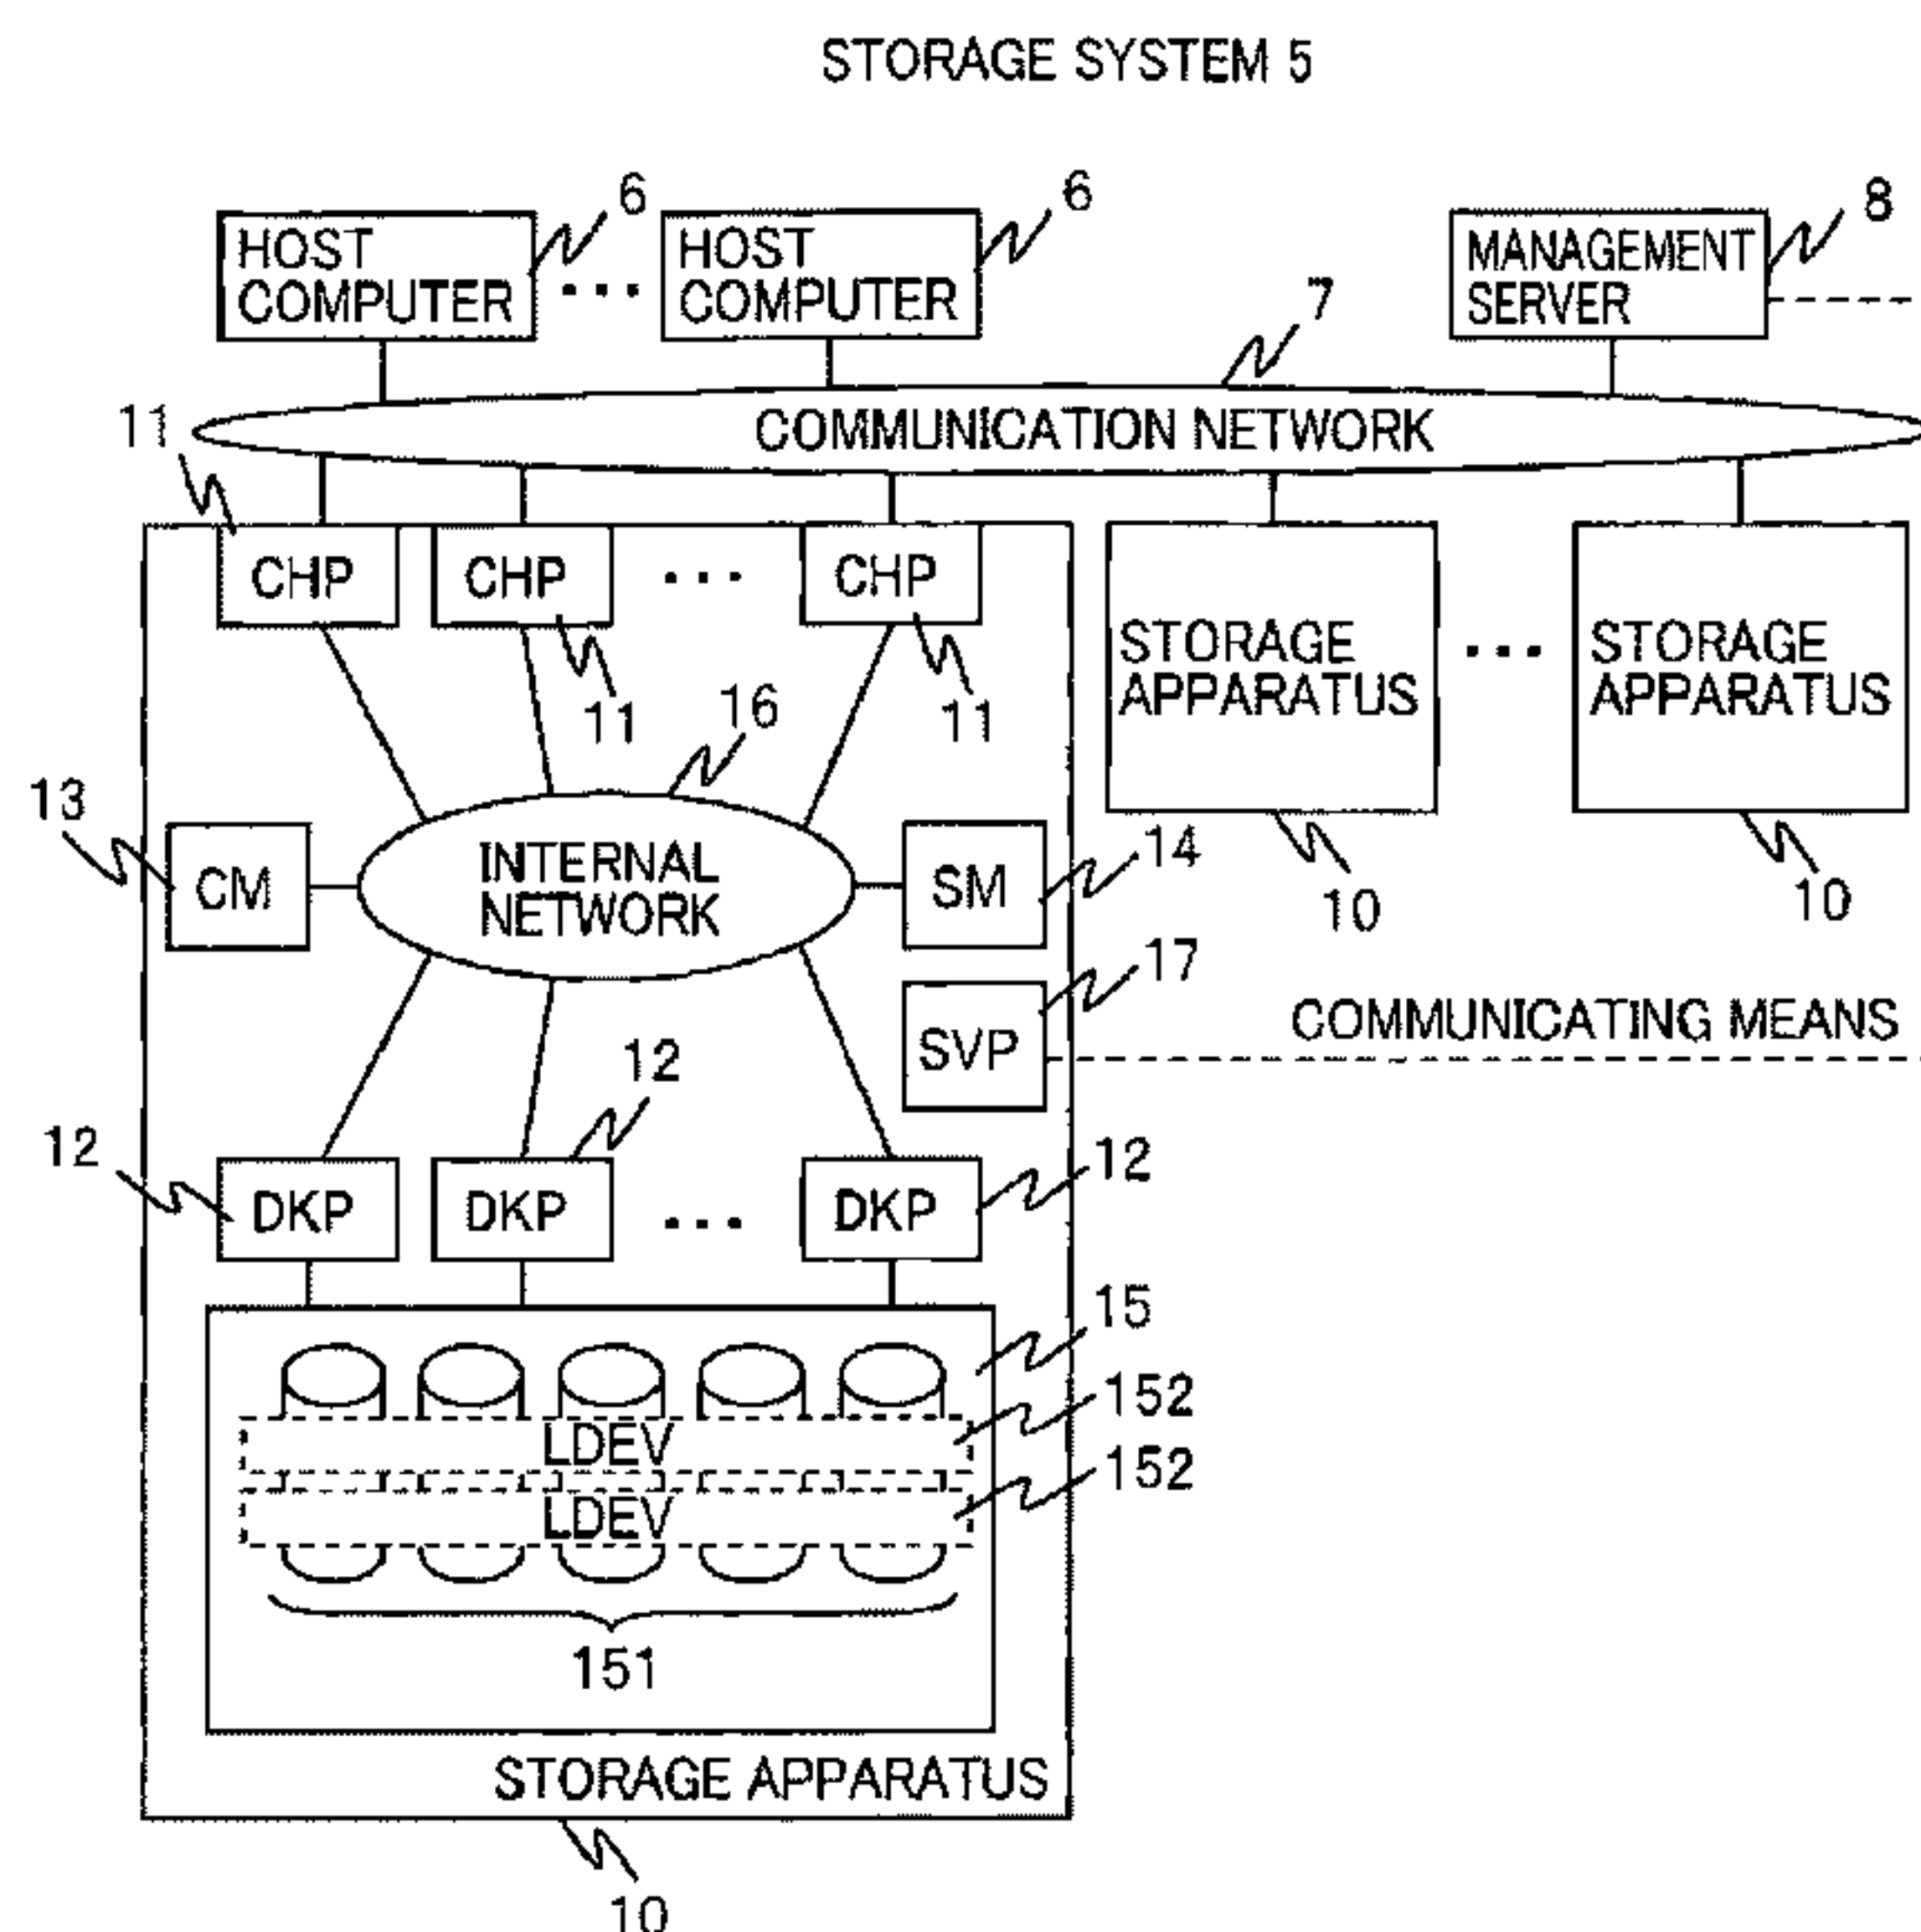 STORAGE SYSTEM 5
6
6
8
HOST
COMPUTER
...
HOST
COMPUTER
MANAGEMENT
SERVER
7
11
COMMUNICATION NETWORK
CHP
CHP
...
CHP
11
11
STORAGE
APPARATUS
...
STORAGE
APPARATUS
16
13
CM
INTERNAL
NETWORK
SM
14
10
10
17
SVP
COMMUNICATING MEANS
12
12
12
DKP
DKP
...
DKP
15
LDEV
152
LDEV
152
151
STORAGE APPARATUS
10